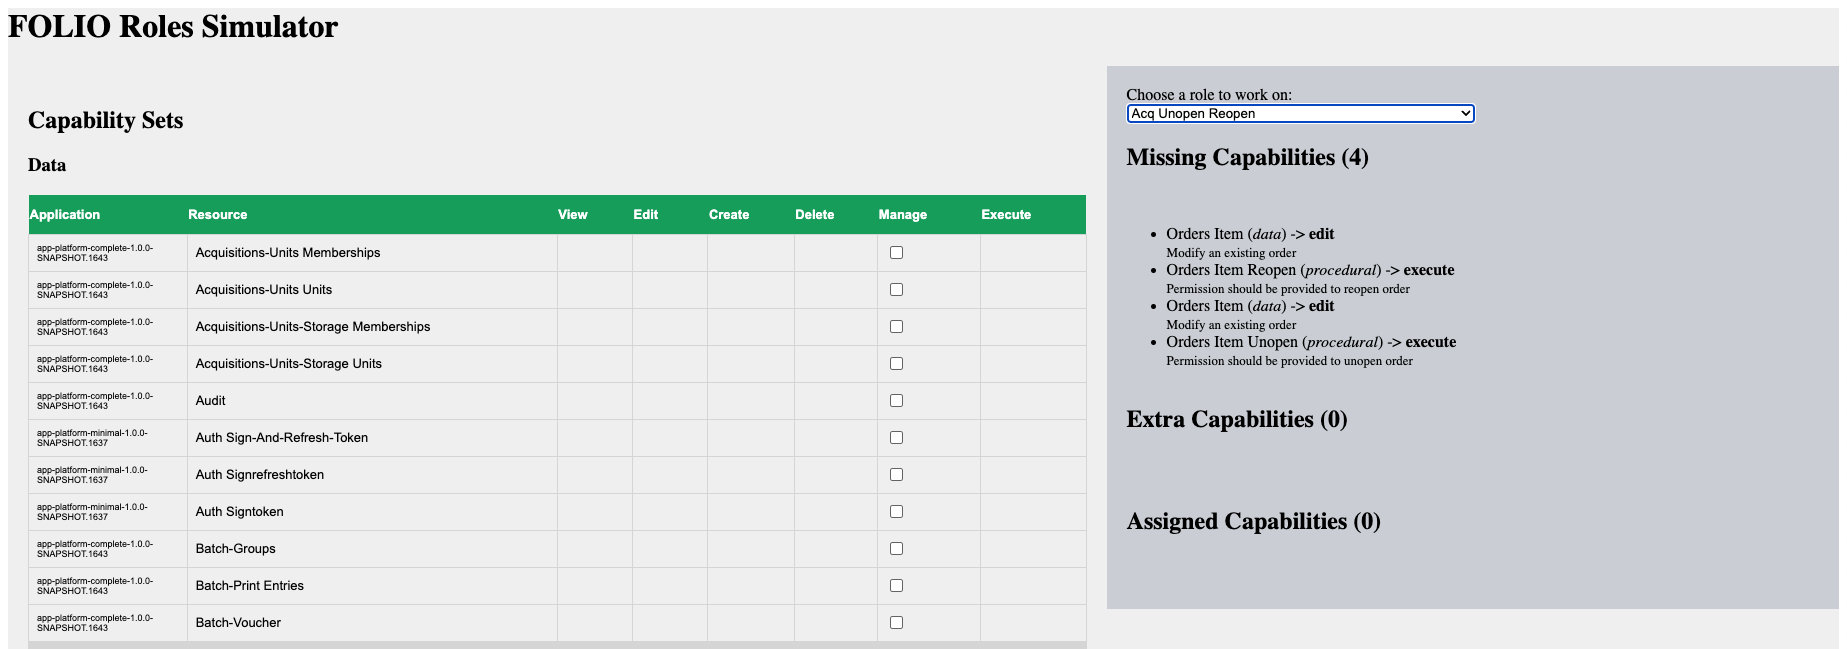 FOLIO Roles Simulator
Capability Sets
Data
Application Resource View Edit Create Delete Manage Execute
app-platform-complete-1.0.0-
SNAPSHOT.1643
Acquisitions-Units Memberships
app-platform-complete-1.0.0-
SNAPSHOT.1643
Acquisitions-Units Units
app-platform-complete-1.0.0-
SNAPSHOT.1643
Acquisitions-Units-Storage Memberships
app-platform-complete-1.0.0-
SNAPSHOT.1643
Acquisitions-Units-Storage Units
app-platform-complete-1.0.0-
SNAPSHOT.1643
Audit
app-platform-minimal-1.0.0-
SNAPSHOT.1637
Auth Sign-And-Refresh-Token
app-platform-minimal-1.0.0-
SNAPSHOT.1637
Auth Signrefreshtoken
app-platform-minimal-1.0.0-
SNAPSHOT.1637
Auth Signtoken
app-platform-complete-1.0.0-
SNAPSHOT.1643
Batch-Groups
app-platform-complete-1.0.0-
SNAPSHOT.1643
Batch-Print Entries
app-platform-complete-1.0.0-
SNAPSHOT.1643
Batch-Voucher
Choose a role to work on:
Acq Unopen Reopen
Missing Capabilities (4)
Orders Item (data) -> edit
Modify an existing order
Orders Item Reopen (procedural) -> execute
Permission should be provided to reopen order
Orders Item (data) -> edit
Modify an existing order
Orders Item Unopen (procedural) -> execute
Permission should be provided to unopen order
Extra Capabilities (0)
Assigned Capabilities (0)